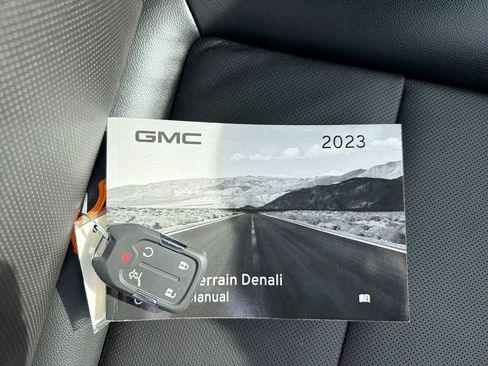 GMC 2023
errain Denali
anual